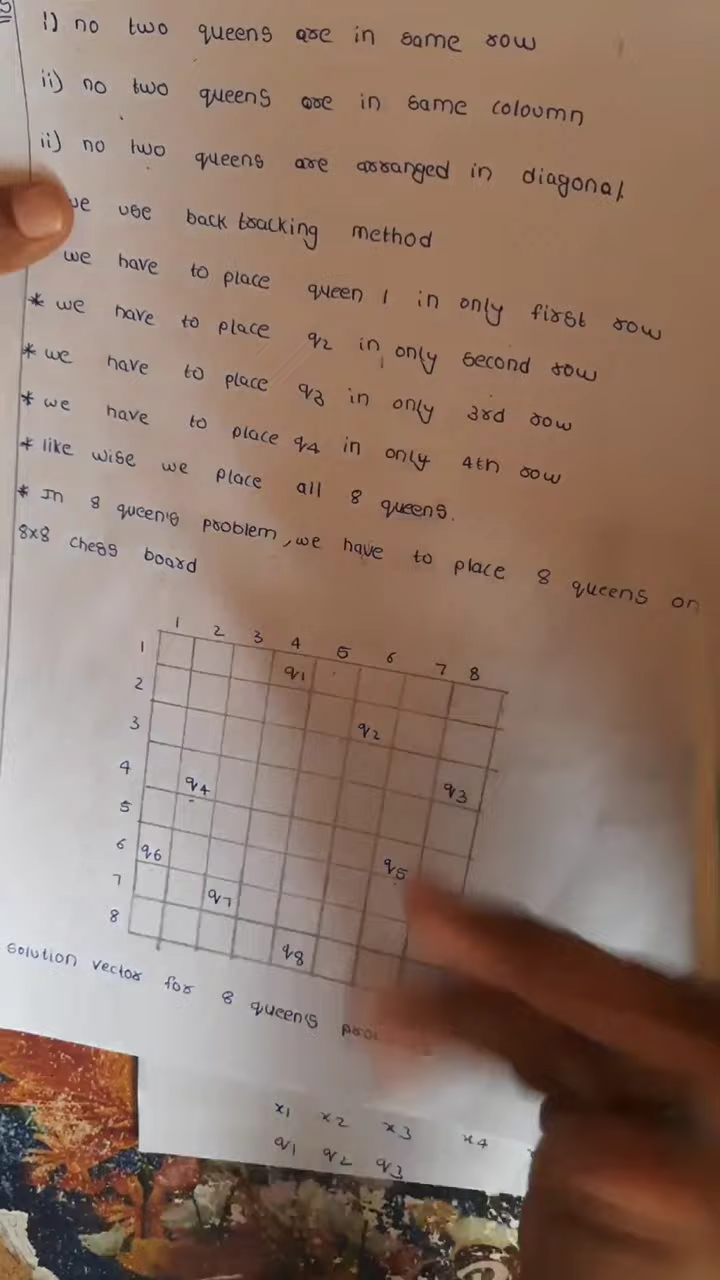 i) no two queens are in same row
ii) no two queens are in same coloumn
ii) no two queens are arranged in diagonal.
we use back tracking method
we have to place queen 1 in only first row
* we have to place q2 in only second row
* we have to place q3 in only 3rd row
* we have to place q4 in only 4th row
* like wise we place all 8 queens.
* In 8 queen's problem, we have to place 8 queens on
8x8 chess board
1 2 3 4 5 6 7 8
1 q1
2 q2
3 q3
4 q4
5 q5
6 q6
7 q7
8 q8
solution vector for 8 queens
x1 x2 x3 x4
q1 q2 q3